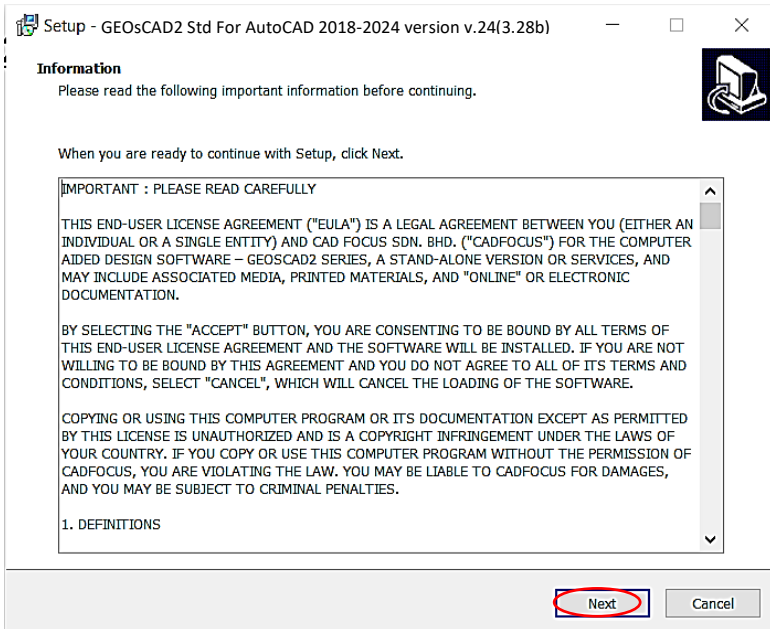 Setup - GEOsCAD2 Std For AutoCAD 2018-2024 version v.24(3.28b)
Information
Please read the following important information before continuing.
When you are ready to continue with Setup, click Next.
IMPORTANT : PLEASE READ CAREFULLY
THIS END-USER LICENSE AGREEMENT ("EULA") IS A LEGAL AGREEMENT BETWEEN YOU (EITHER AN
INDIVIDUAL OR A SINGLE ENTITY) AND CAD FOCUS SDN. BHD. ("CADFOCUS") FOR THE COMPUTER
AIDED DESIGN SOFTWARE – GEOSCAD2 SERIES, A STAND-ALONE VERSION OR SERVICES, AND
MAY INCLUDE ASSOCIATED MEDIA, PRINTED MATERIALS, AND "ONLINE" OR ELECTRONIC
DOCUMENTATION.
BY SELECTING THE "ACCEPT" BUTTON, YOU ARE CONSENTING TO BE BOUND BY ALL TERMS OF
THIS END-USER LICENSE AGREEMENT AND THE SOFTWARE WILL BE INSTALLED. IF YOU ARE NOT
WILLING TO BE BOUND BY THIS AGREEMENT AND YOU DO NOT AGREE TO ALL OF ITS TERMS AND
CONDITIONS, SELECT "CANCEL", WHICH WILL CANCEL THE LOADING OF THE SOFTWARE.
COPYING OR USING THIS COMPUTER PROGRAM OR ITS DOCUMENTATION EXCEPT AS PERMITTED
BY THIS LICENSE IS UNAUTHORIZED AND IS A COPYRIGHT INFRINGEMENT UNDER THE LAWS OF
YOUR COUNTRY. IF YOU COPY OR USE THIS COMPUTER PROGRAM WITHOUT THE PERMISSION OF
CADFOCUS, YOU ARE VIOLATING THE LAW. YOU MAY BE LIABLE TO CADFOCUS FOR DAMAGES,
AND YOU MAY BE SUBJECT TO CRIMINAL PENALTIES.
1. DEFINITIONS
Next
Cancel